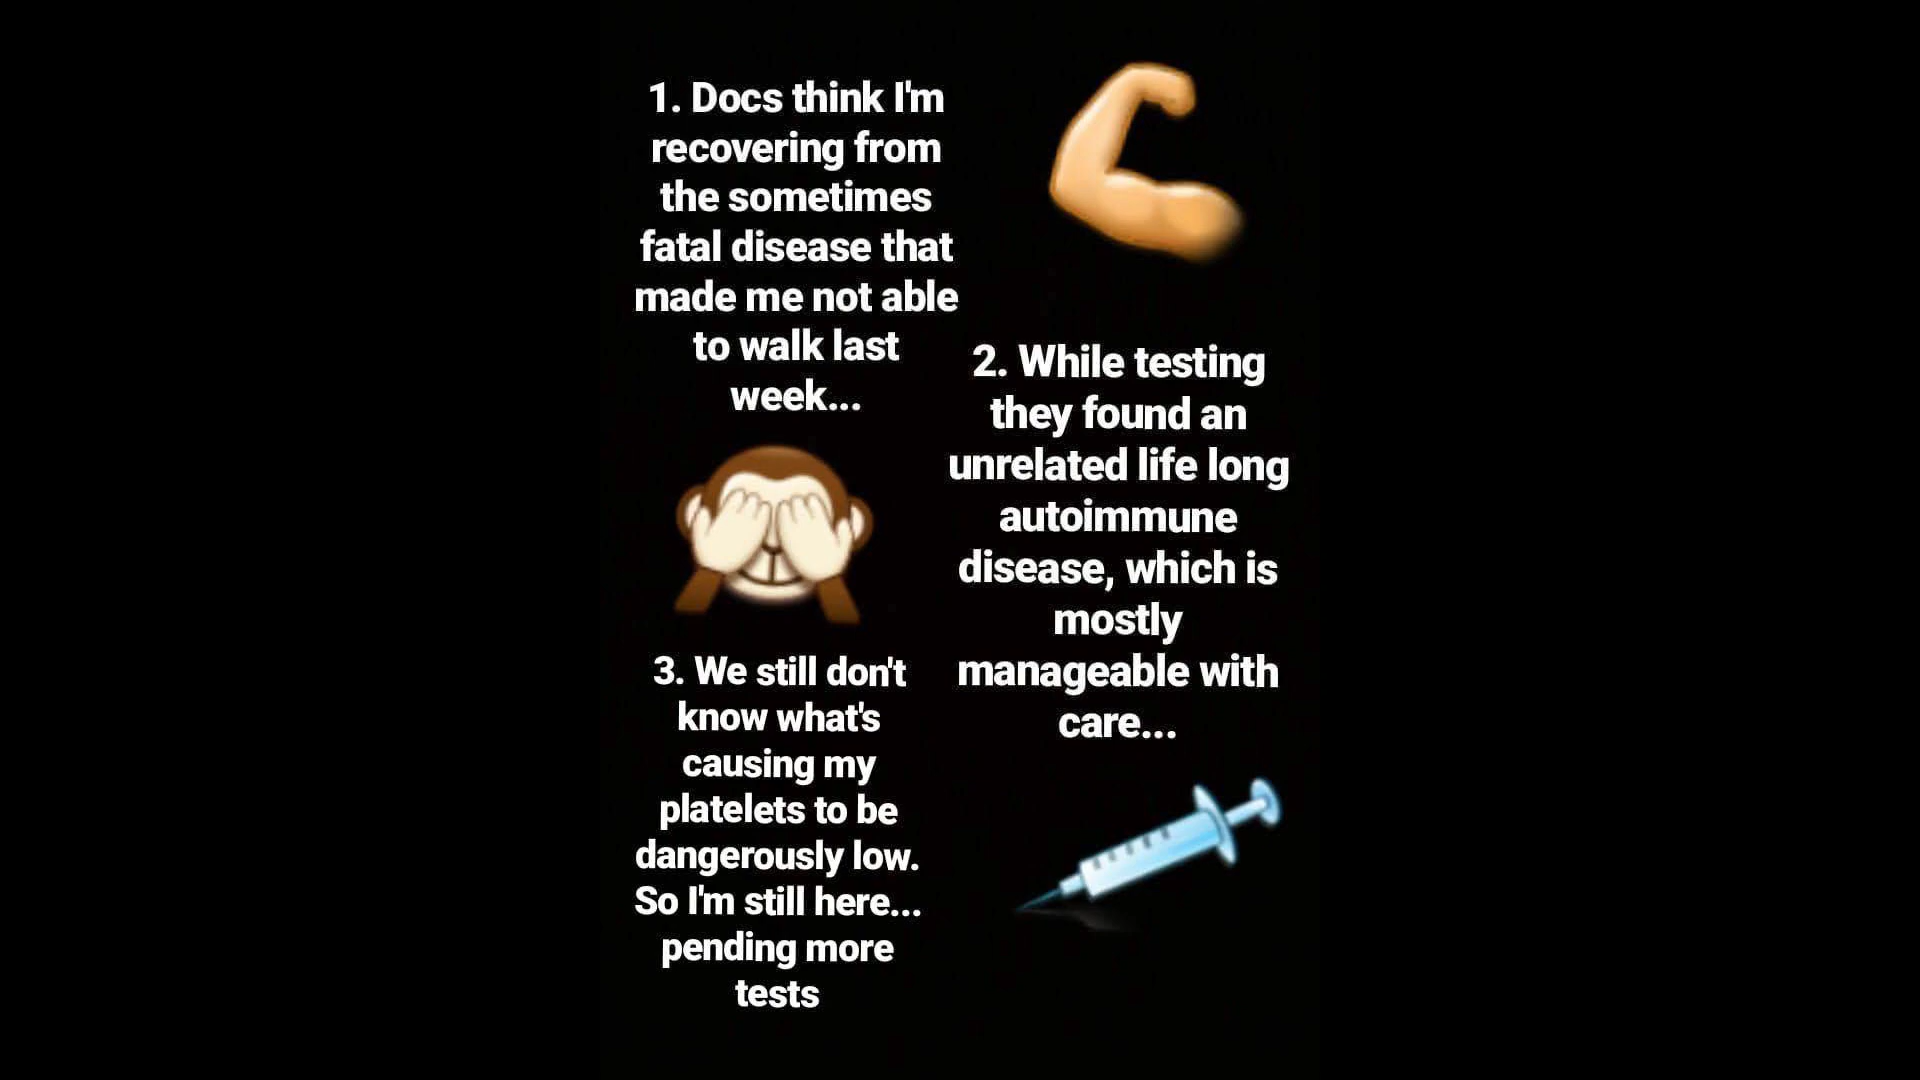 1. Docs think I'm
recovering from
the sometimes
fatal disease that
made me not able
to walk last
week...
2. While testing
they found an
unrelated life long
autoimmune
disease, which is
mostly
manageable with
care...
3. We still don't
know what's
causing my
platelets to be
dangerously low.
So I'm still here...
pending more
tests